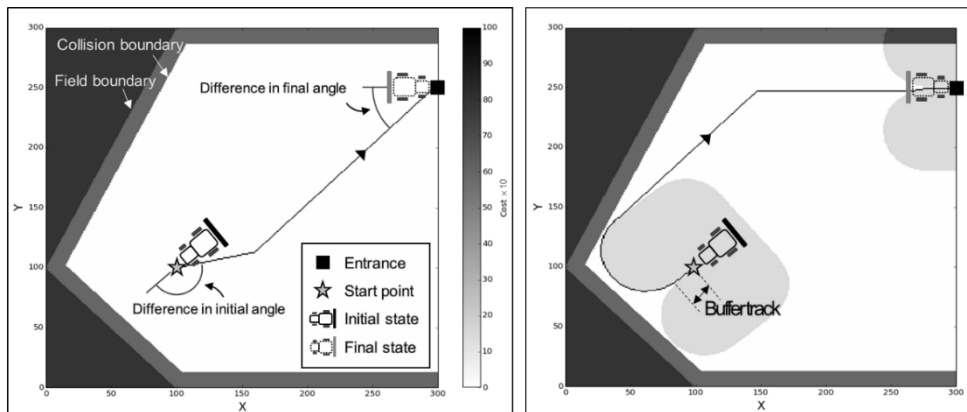 300
250
200
150
100
50
0
Y
0
50
100
150
200
250
300
X
Collision boundary
Field boundary
Difference in final angle
Difference in initial angle
Entrance
Start point
Initial state
Final state
100
90
80
70
60
50
40
30
20
10
0
Cost ×10
300
250
200
150
100
50
0
Y
0
50
100
150
200
250
300
X
Buffer track